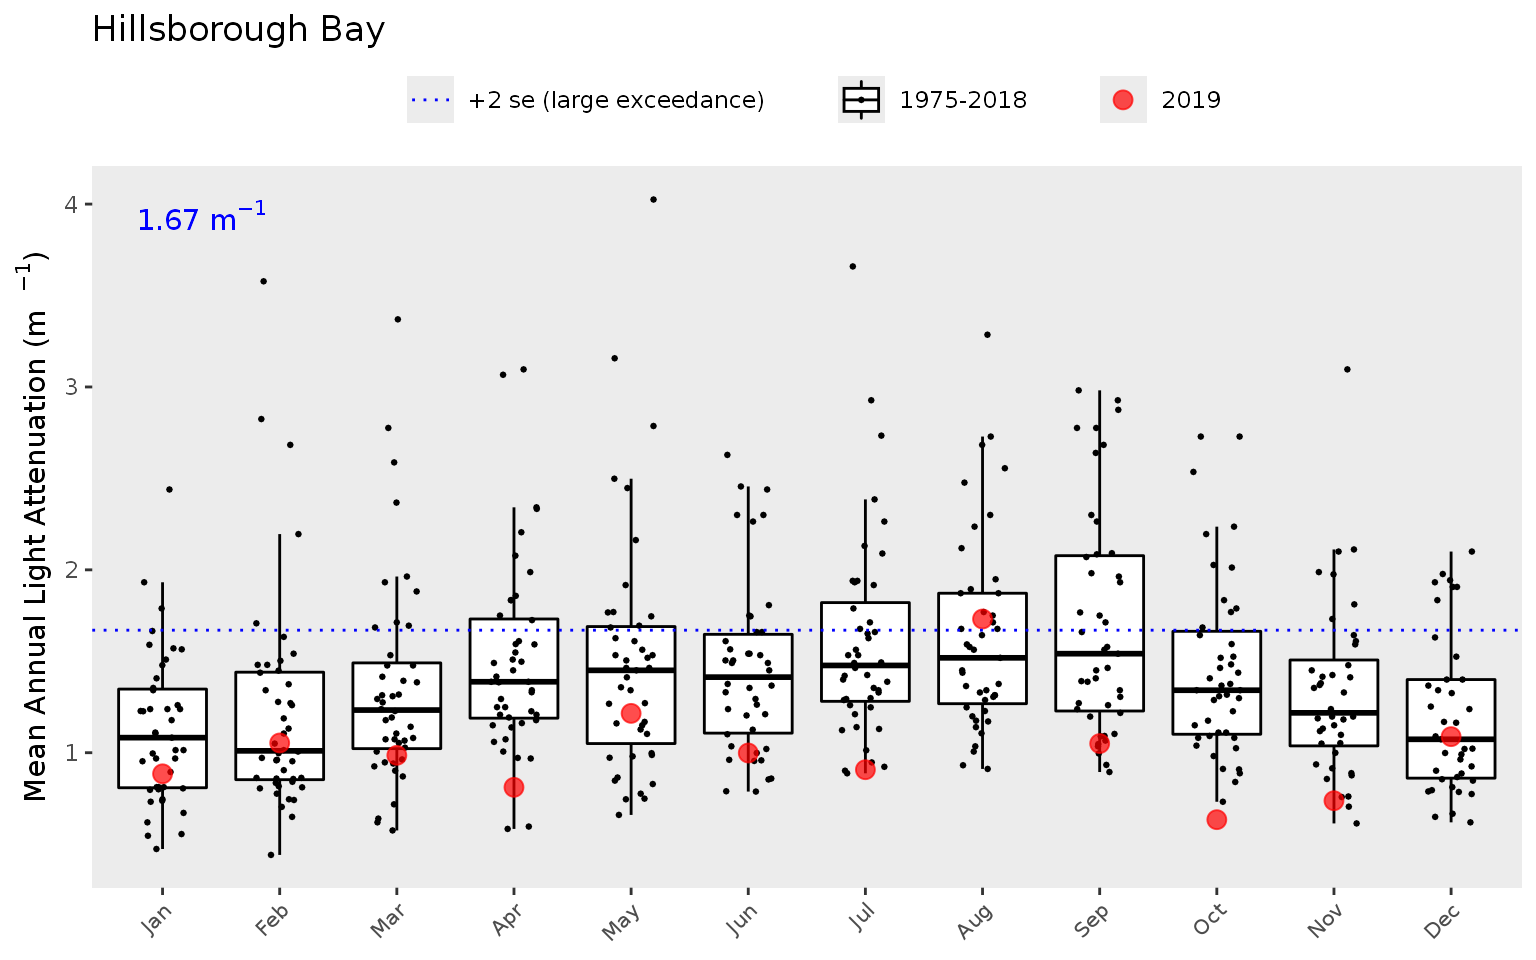 Hillsborough Bay
+2 se (large exceedance) 1975-2018 2019
Mean Annual Light Attenuation (m⁻¹)
1.67 m⁻¹
4
3
2
1
Jan Feb Mar Apr May Jun Jul Aug Sep Oct Nov Dec